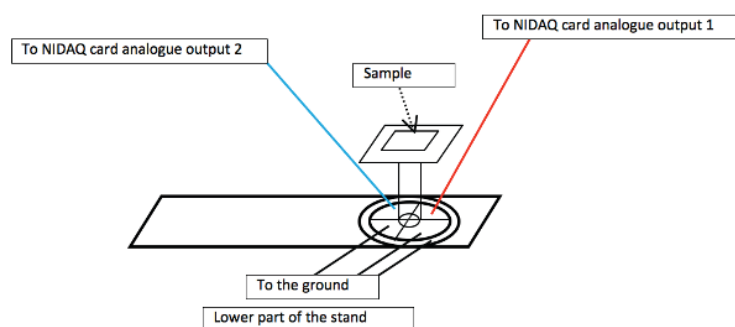 To NIDAQ card analogue output 2
To NIDAQ card analogue output 1
Sample
To the ground
Lower part of the stand